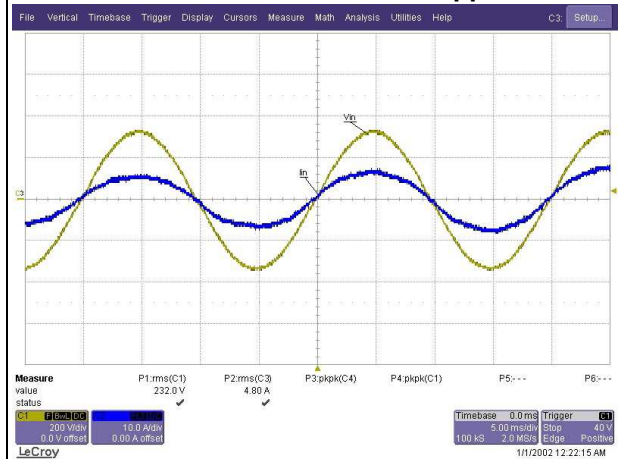 File Vertical Timebase Trigger Display Cursors Measure Math Analysis Utilities Help C3: Setup...
Vin
Iin
C3
Measure P1:rms(C1) P2:rms(C3) P3:pkpk(C4) P4:pkpk(C1) P5:- - - P6:- - -
value 232.0 V 4.80 A
status
C1 F BwL DC
200 V/div 10.0 A/div
0.0 V offset 0.00 A offset
Timebase 0.0 ms Trigger C1
5.00 ms/div Stop 40 V
100 kS 2.0 MS/s Edge Positive
LeCroy 1/1/2002 12:22:15 AM